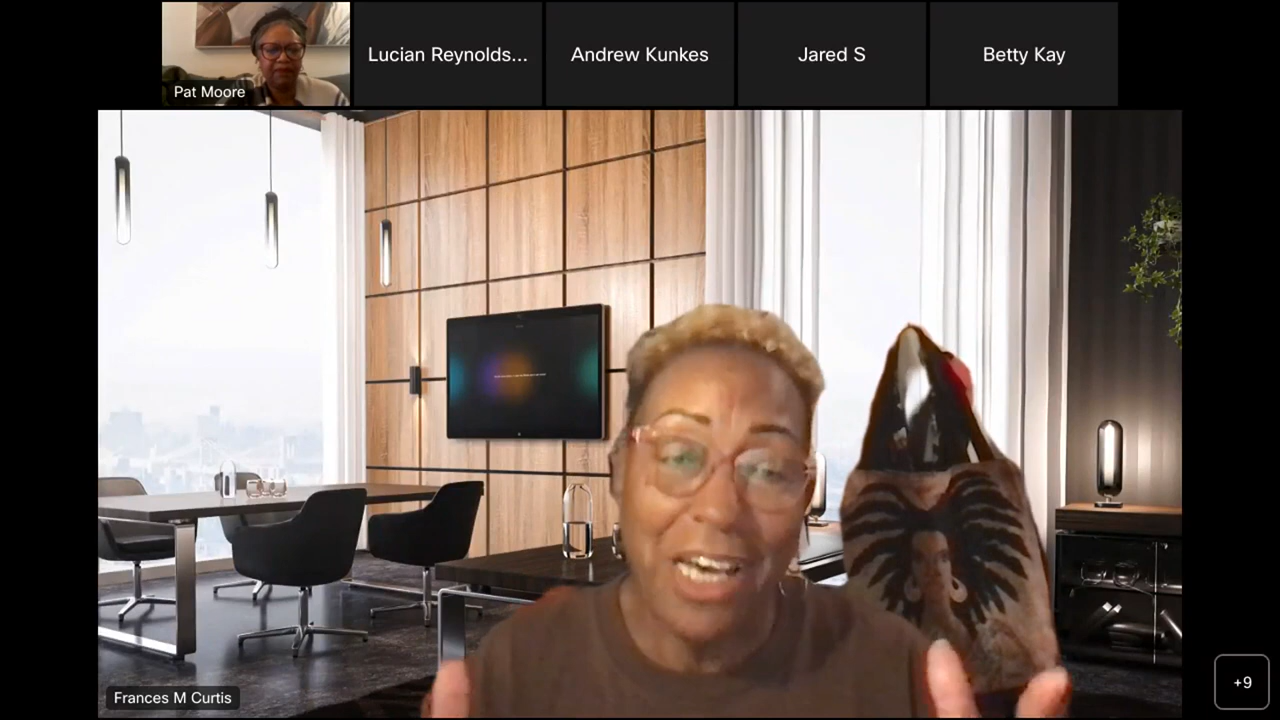 Pat Moore
Lucian Reynolds...
Andrew Kunkes
Jared S
Betty Kay
Frances M Curtis
+9